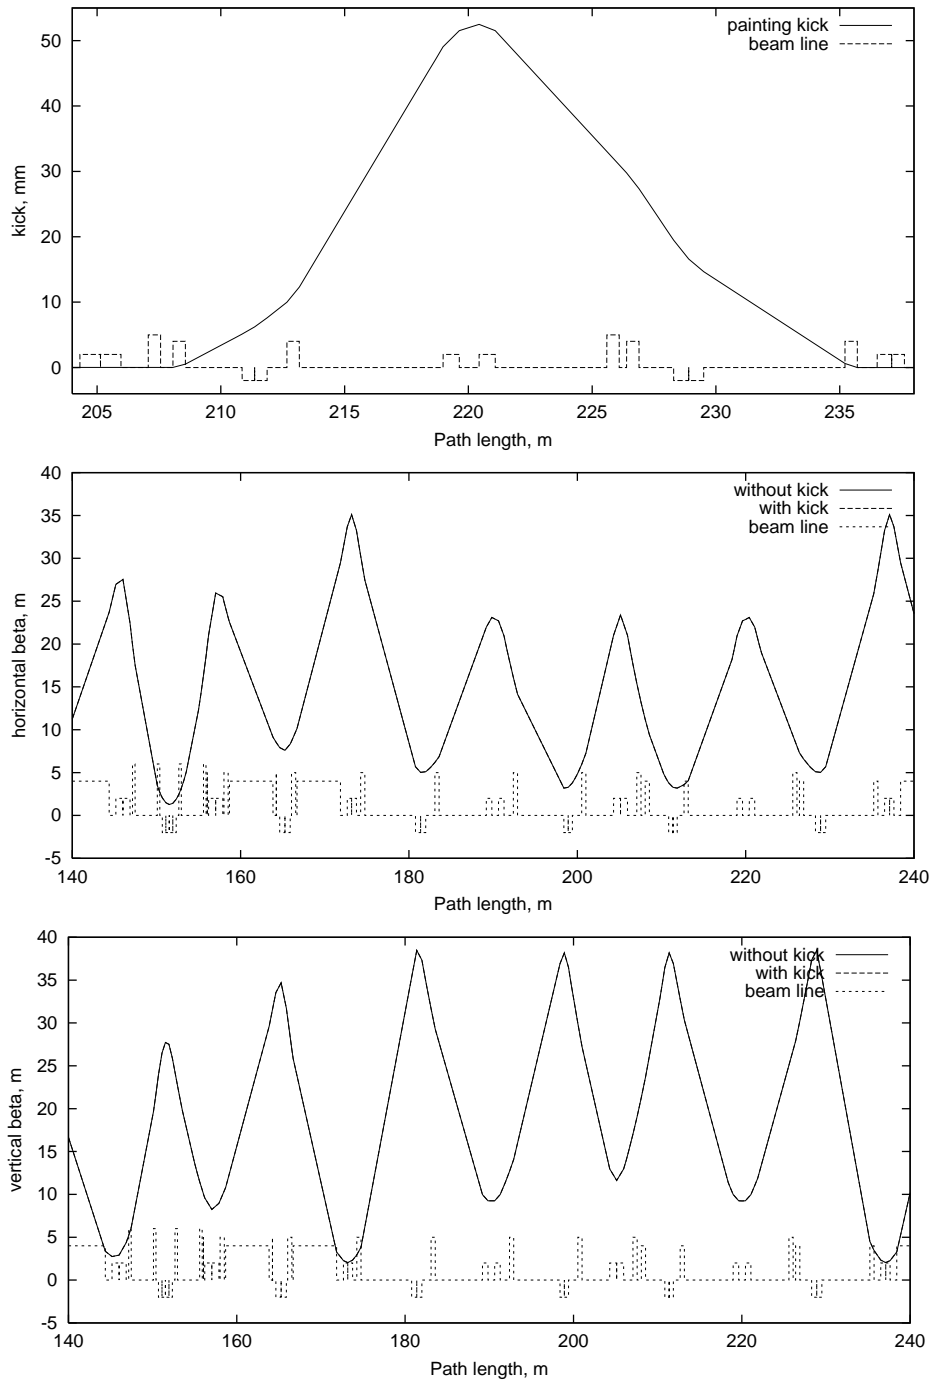 50
40
30
20
10
0
kick, mm
painting kick
beam line
205 210 215 220 225 230 235
Path length, m
40
35
30
25
20
15
10
5
0
-5
horizontal beta, m
without kick
with kick
beam line
140 160 180 200 220 240
Path length, m
40
35
30
25
20
15
10
5
0
-5
vertical beta, m
without kick
with kick
beam line
140 160 180 200 220 240
Path length, m